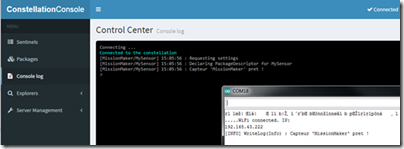 ConstellationConsole
Connected
MENU
Sentinels
Packages
Console log
Explorers
Server Management
Control Center Console log
Connecting ...
Connected to the constellation
[MissionMaker/MySensor] 15:05:56 : Requesting settings
[MissionMaker/MySensor] 15:05:56 : Declaring PackageDescriptor for MySensor
[MissionMaker/MySensor] 15:05:56 : Capteur 'MissionMaker' pret !
>
COM18
.....WiFi connected. IP:
192.168.43.222
[INFO] WriteLog(Info) : Capteur 'MissionMaker' pret !